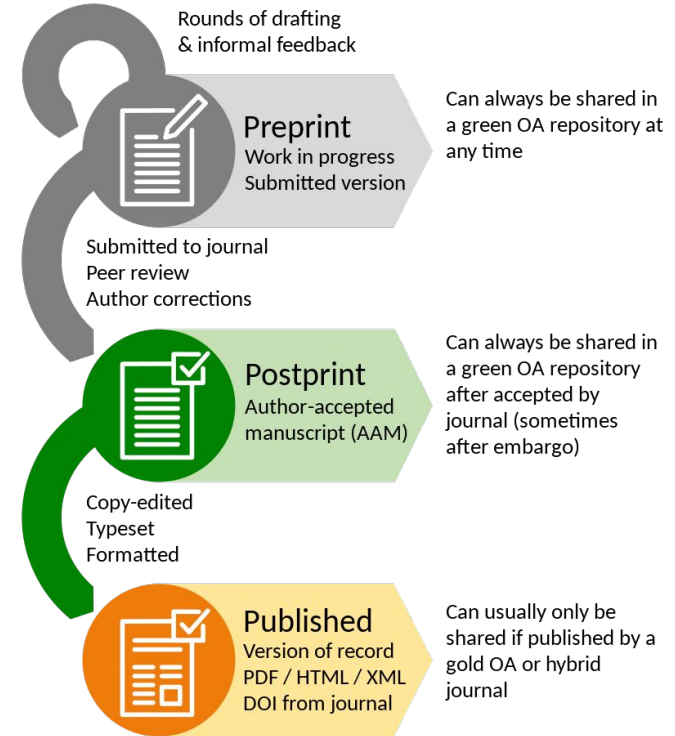 Rounds of drafting
& informal feedback
Preprint
Work in progress
Submitted version
Can always be shared in
a green OA repository at
any time
Submitted to journal
Peer review
Author corrections
Postprint
Author-accepted
manuscript (AAM)
Can always be shared in
a green OA repository
after accepted by
journal (sometimes
after embargo)
Copy-edited
Typeset
Formatted
Published
Version of record
PDF / HTML / XML
DOI from journal
Can usually only be
shared if published by a
gold OA or hybrid
journal